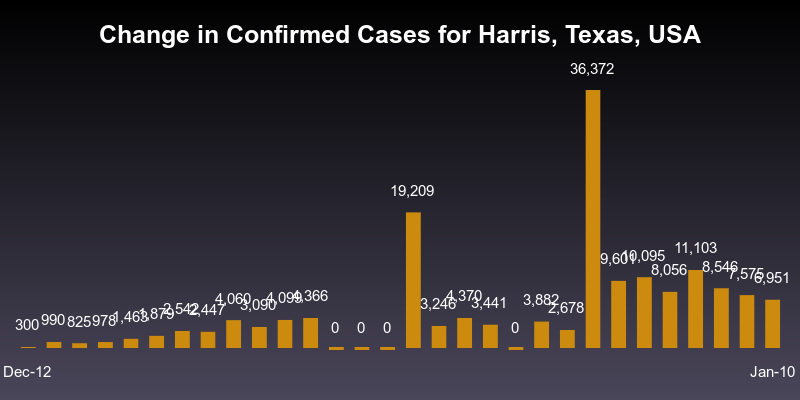 Change in Confirmed Cases for Harris, Texas, USA
36,372
19,209
11,103
9,601 10,095 8,056 8,546 7,575 6,951
300 990 825 978 1,463 1,879 2,542 2,447 4,060 3,090 4,099 4,366 0 0 0 3,246 4,370 3,441 0 3,882 2,678
Dec-12 Jan-10